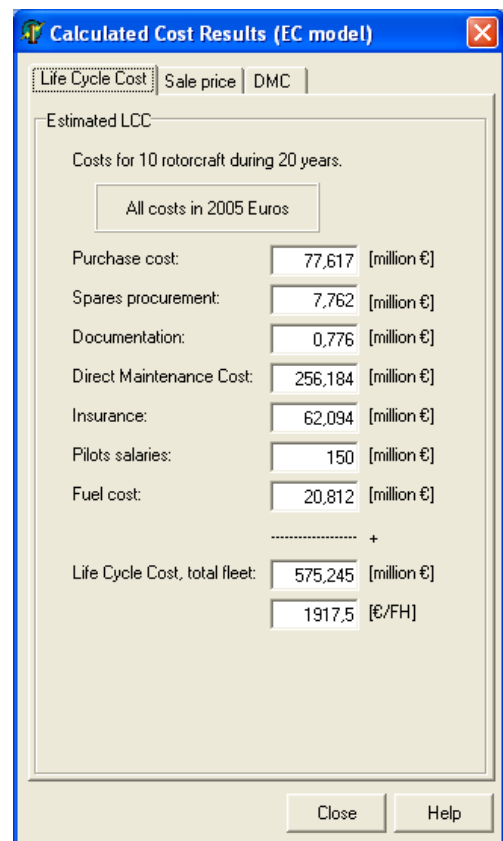 Calculated Cost Results (EC model)
Life Cycle Cost Sale price DMC
Estimated LCC
Costs for 10 rotorcraft during 20 years.
All costs in 2005 Euros
Purchase cost: 77,617 [million €]
Spares procurement: 7,762 [million €]
Documentation: 0,776 [million €]
Direct Maintenance Cost: 256,184 [million €]
Insurance: 62,094 [million €]
Pilots salaries: 150 [million €]
Fuel cost: 20,812 [million €]
------------------ +
Life Cycle Cost, total fleet: 575,245 [million €]
1917,5 [€/FH]
Close Help